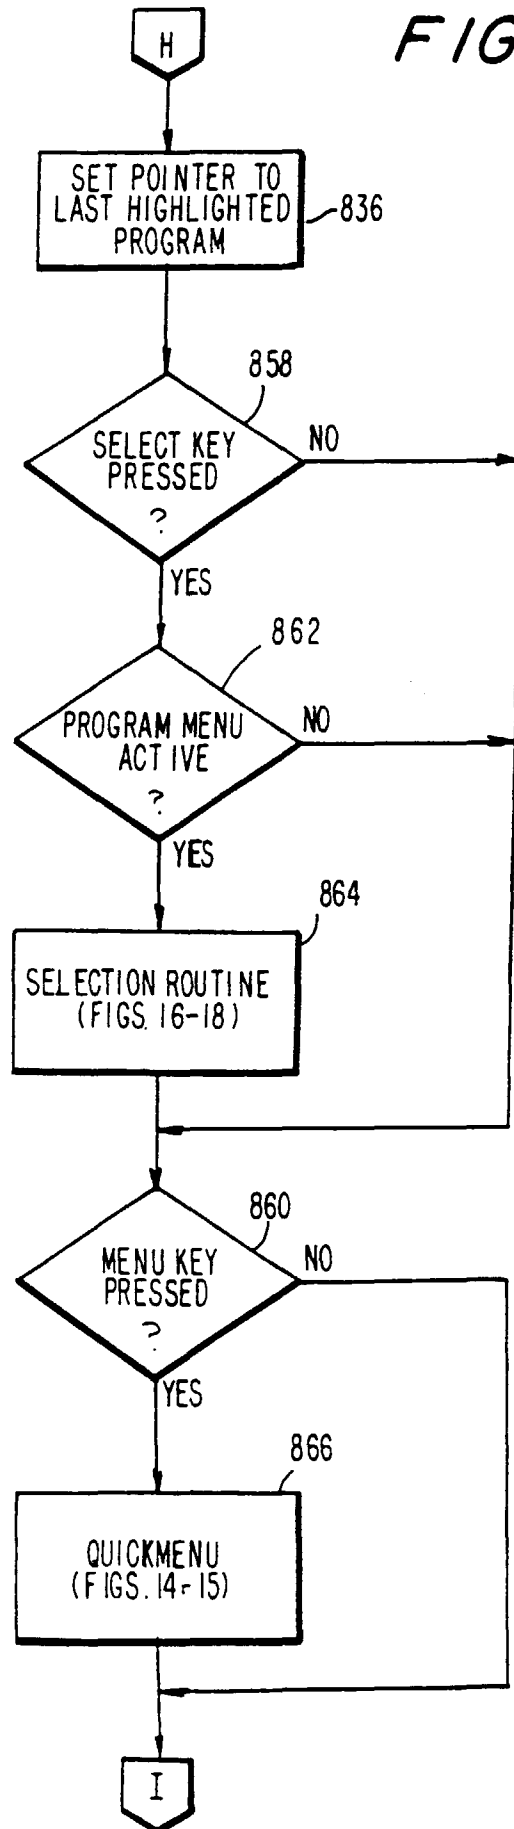 FIG
H
SET POINTER TO
LAST HIGHLIGHTED
PROGRAM
836
858
SELECT KEY
PRESSED
?
NO
YES
862
PROGRAM MENU
ACTIVE
?
NO
YES
864
SELECTION ROUTINE
(FIGS. 16-18)
860
MENU KEY
PRESSED
?
NO
YES
866
QUICKMENU
(FIGS. 14-15)
I